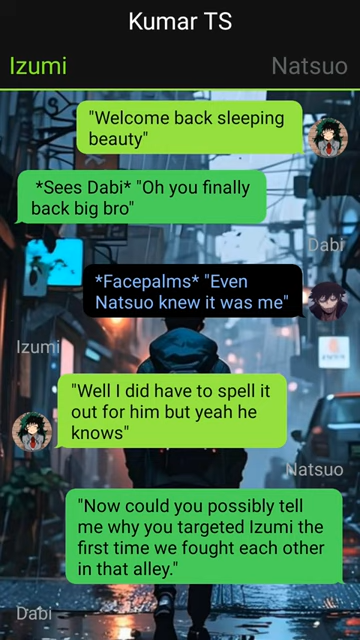 Kumar TS
Izumi
Natsuo
"Welcome back sleeping
beauty"
*Sees Dabi* "Oh you finally
back big bro"
Dabi
*Facepalms* "Even
Natsuo knew it was me"
Izumi
"Well I did have to spell it
out for him but yeah he
knows"
Natsuo
"Now could you possibly tell
me why you targeted Izumi the
first time we fought each other
in that alley."
Dabi